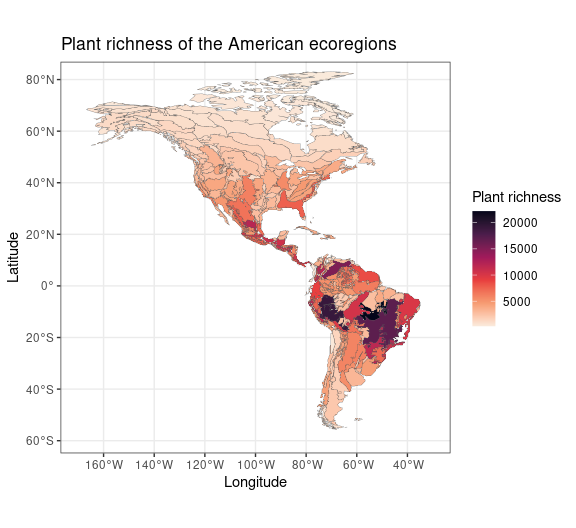 Plant richness of the American ecoregions
80°N
60°N
40°N
20°N
0°
20°S
40°S
60°S
Latitude
160°W 140°W 120°W 100°W 80°W 60°W 40°W
Longitude
Plant richness
20000
15000
10000
5000